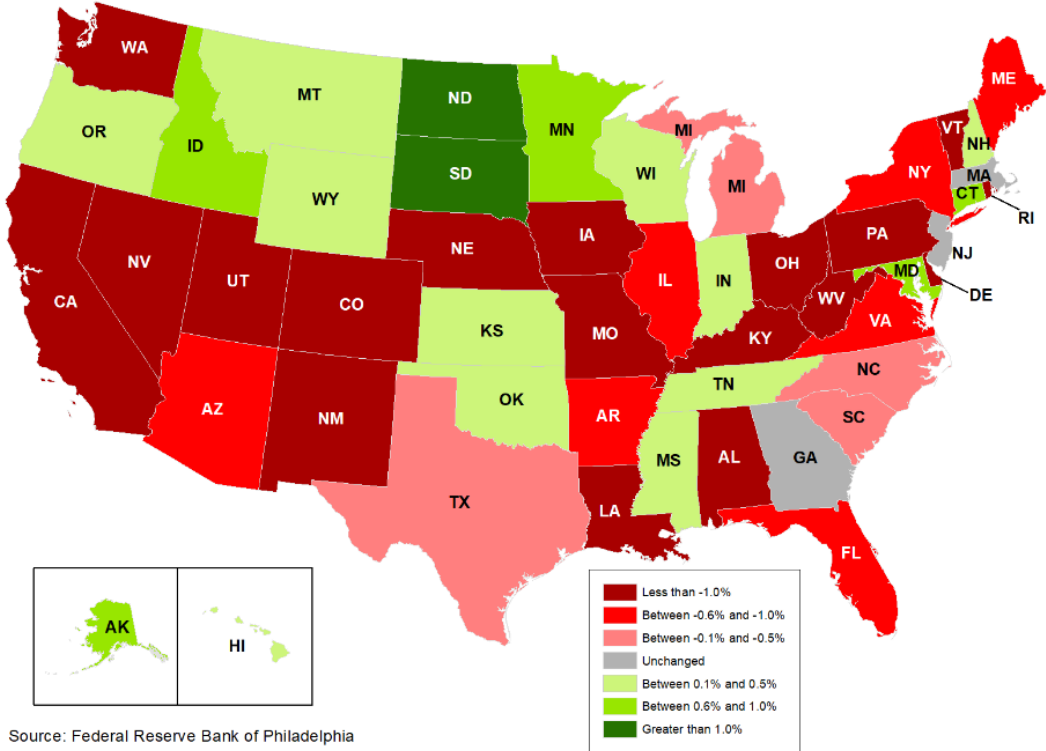 WA
ME
MT
ND
VT
MN
OR
MI
NH
ID
SD
WI
NY
MA
MI
CT
WY
RI
IA
PA
NE
NJ
NV
OH
IL
IN
MD
UT
CA
CO
WV
DE
KS
MO
VA
KY
NC
TN
OK
AZ
NM
AR
SC
MS
AL
GA
TX
LA
FL
AK
HI
Less than -1.0%
Between -0.6% and -1.0%
Between -0.1% and -0.5%
Unchanged
Between 0.1% and 0.5%
Between 0.6% and 1.0%
Greater than 1.0%
Source: Federal Reserve Bank of Philadelphia